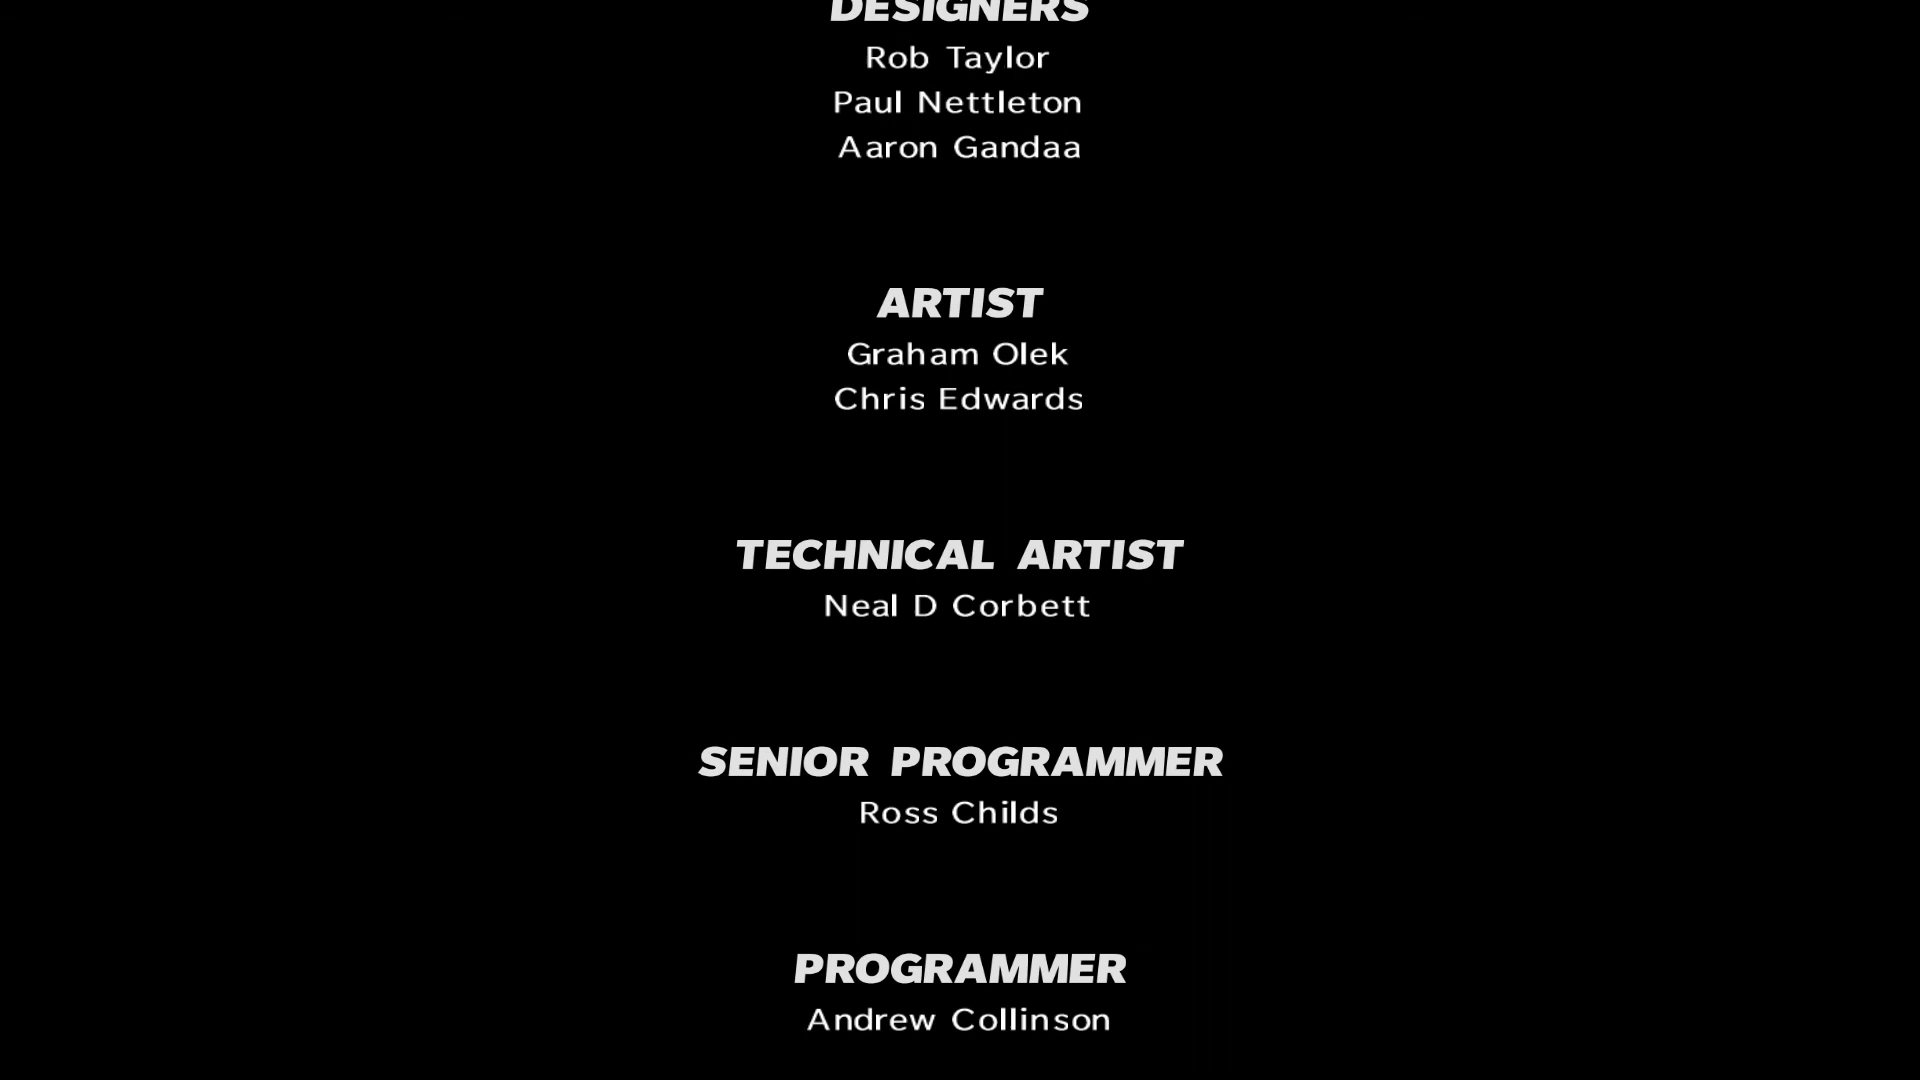 DESIGNERS
Rob Taylor
Paul Nettleton
Aaron Gandaa
ARTIST
Graham Olek
Chris Edwards
TECHNICAL ARTIST
Neal D Corbett
SENIOR PROGRAMMER
Ross Childs
PROGRAMMER
Andrew Collinson